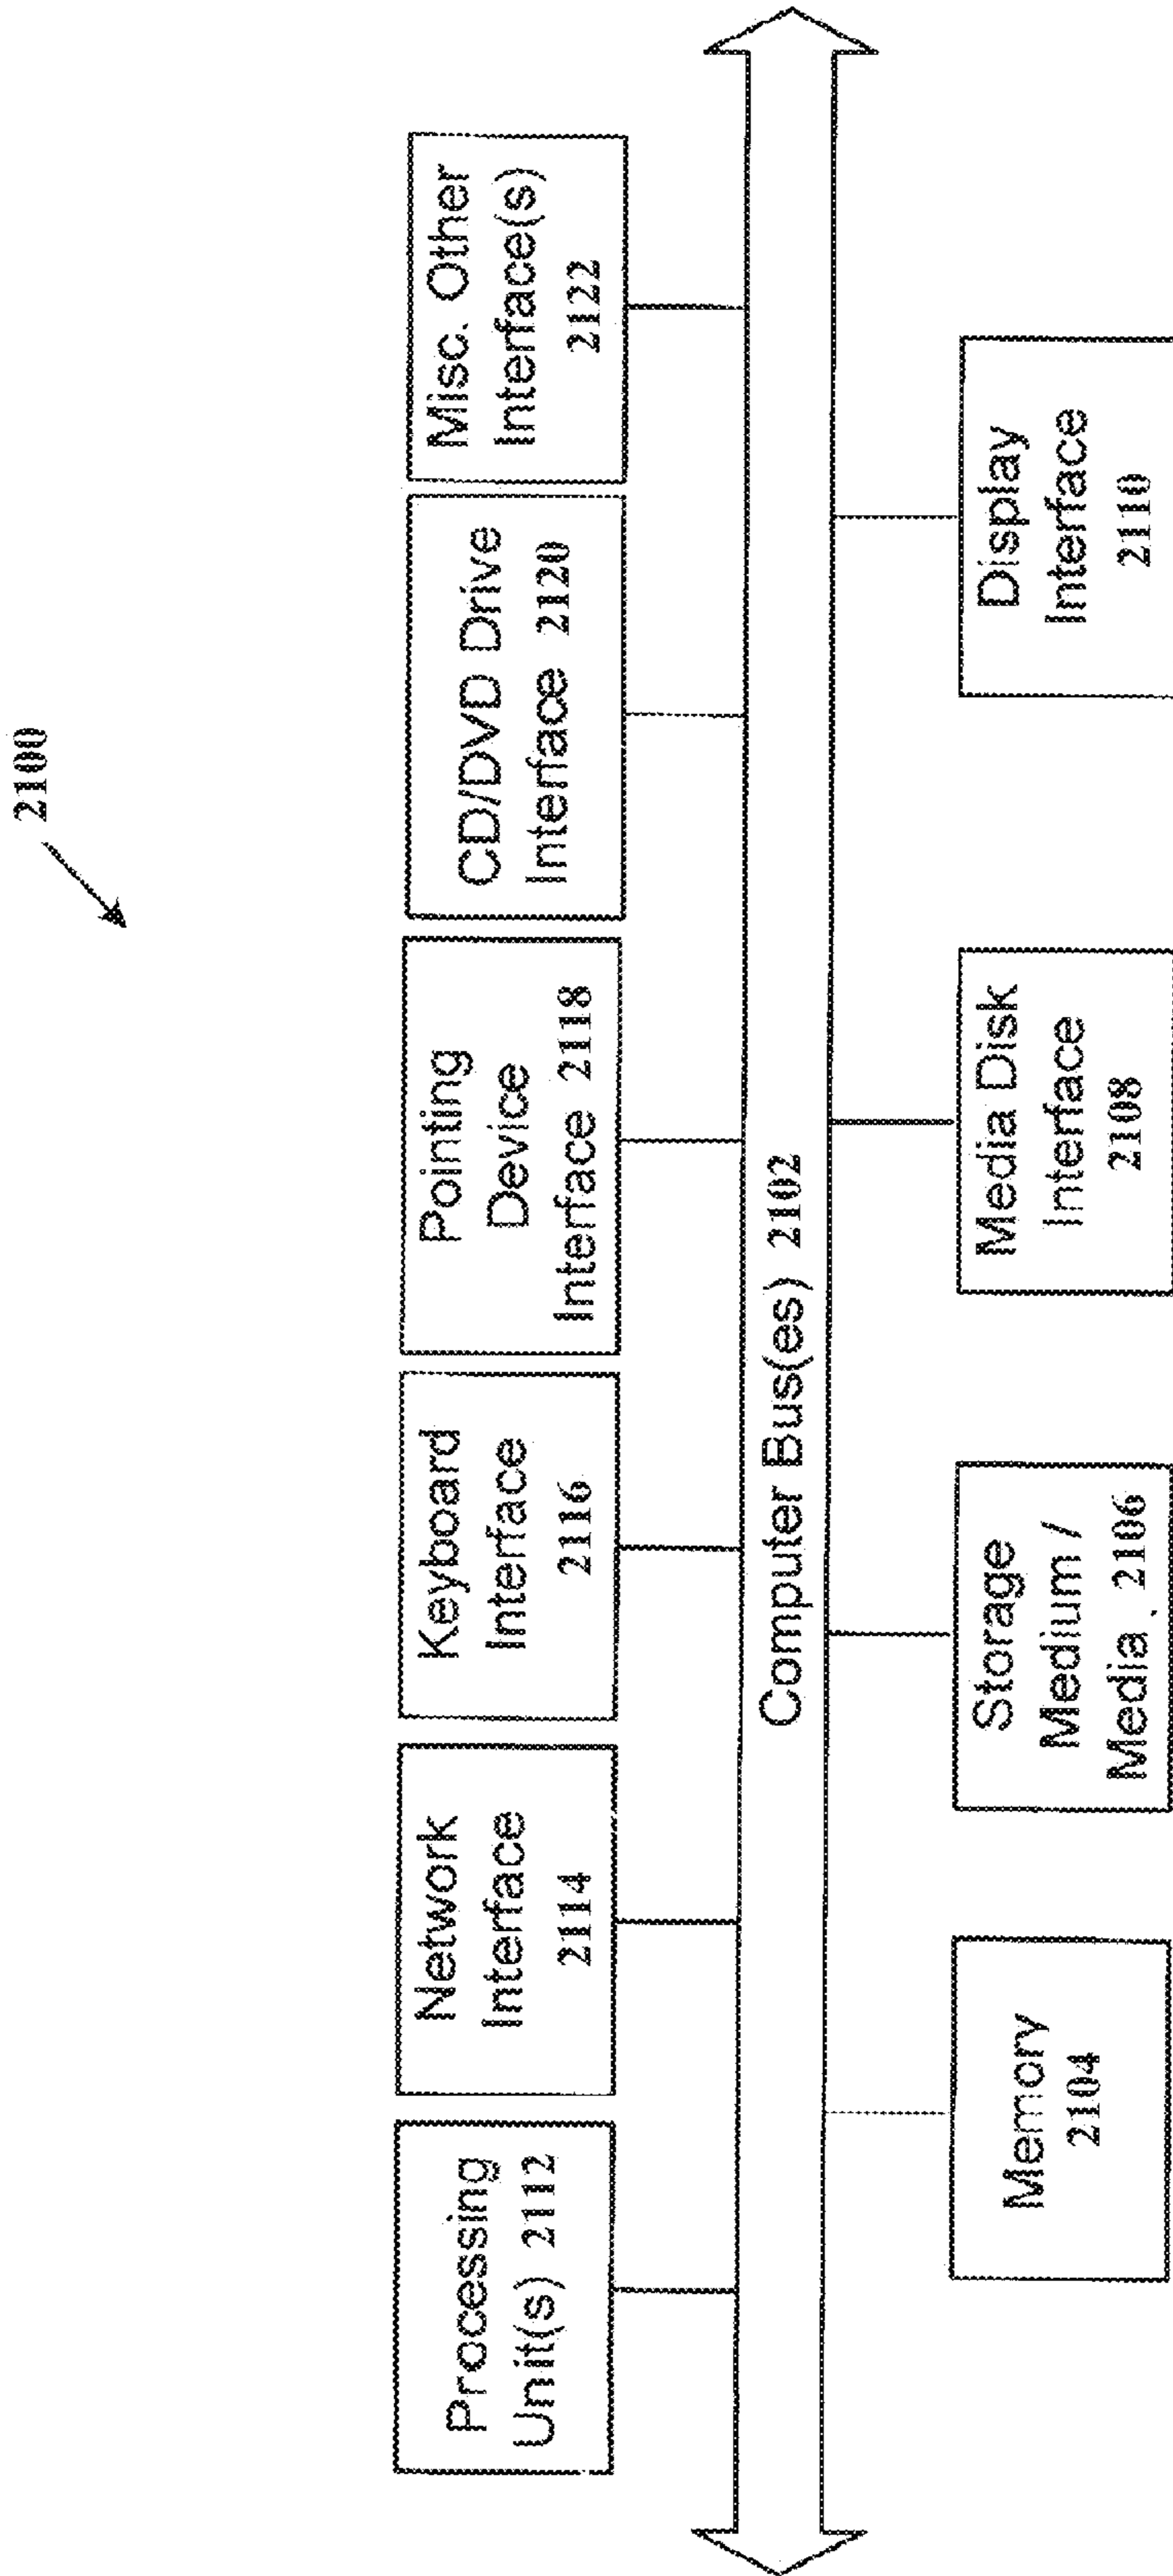 2100
Processing
Unit(s) 2112
Network
Interface
2114
Keyboard
Interface
2116
Pointing
Device
Interface 2118
CD/DVD Drive
Interface 2120
Misc. Other
Interface(s)
2122
Computer Bus(es) 2102
Memory
2104
Storage
Medium /
Media, 2106
Media Disk
Interface
2108
Display
Interface
2110